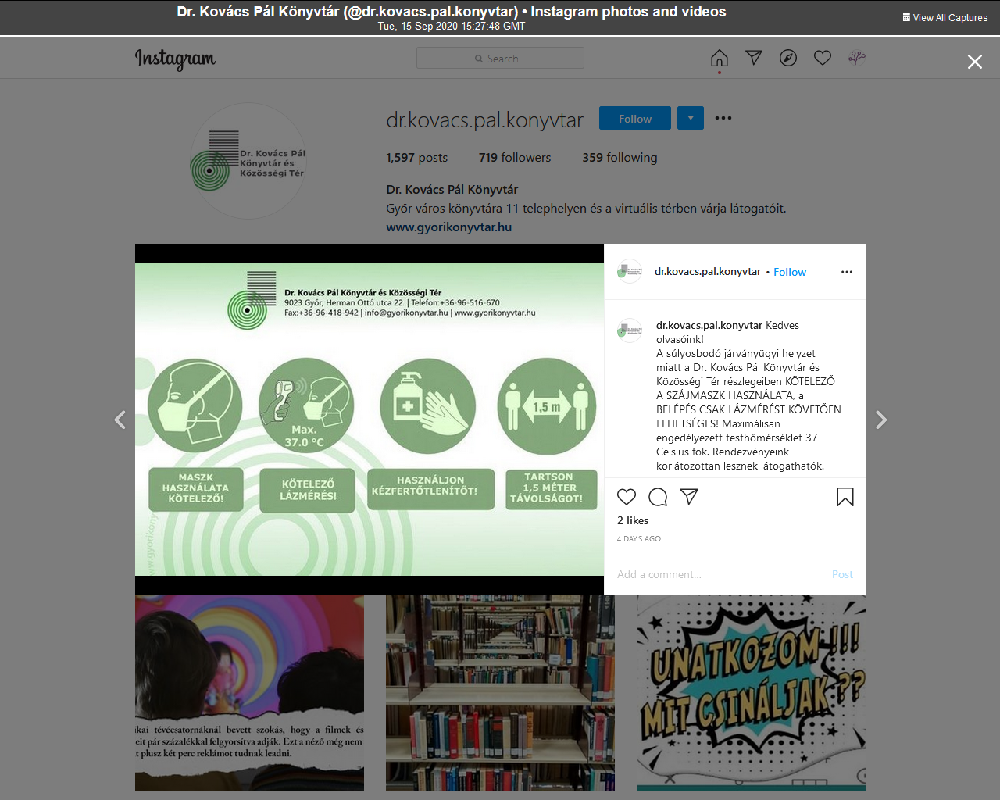 Dr. Kovács Pál Könyvtár (@dr.kovacs.pal.konyvtar) • Instagram photos and videos
Tue, 15 Sep 2020 15:27:48 GMT
View All Captures
Instagram
Search
dr.kovacs.pal.konyvtar
Follow
1,597 posts
719 followers
359 following
Dr. Kovács Pál Könyvtár és Közösségi Tér
Dr. Kovács Pál Könyvtár
Győr város könyvtára 11 telephelyen és a virtuális térben várja látogatóit.
www.gyorikonyvtar.hu
Dr. Kovács Pál Könyvtár és Közösségi Tér
9023 Győr, Herman Ottó utca 22. | Telefon:+36-96-516-670
Fax:+36-96-418-942 | info@gyorikonyvtar.hu | www.gyorikonyvtar.hu
Max.
37.0 °C
1,5 m
MASZK
HASZNÁLATA
KÖTELEZŐ!
KÖTELEZŐ
LÁZMÉRÉS!
HASZNÁLJON
KÉZFERTŐTLENÍTŐT!
TARTSON
1,5 MÉTER
TÁVOLSÁGOT!
www.gyorikony
dr.kovacs.pal.konyvtar • Follow
dr.kovacs.pal.konyvtar Kedves
olvasóink!
A súlyosbodó járványügyi helyzet
miatt a Dr. Kovács Pál Könyvtár és
Közösségi Tér részlegeiben KÖTELEZŐ
A SZÁJMASZK HASZNÁLATA, a
BELÉPÉS CSAK LÁZMÉRÉST KÖVETŐEN
LEHETSÉGES! Maximálisan
engedélyezett testhőmérséklet 37
Celsius fok. Rendezvényeink
korlátozottan lesznek látogathatók.
2 likes
4 DAYS AGO
Add a comment...
Post
ikai tévécsatornáknál bevett szokás, hogy a filmek és
eit pár százalékkal felgyorsítva adják. Ezt a néző még nem
t plusz két perc reklámot tudnak leadni.
UNATKOZOM !!!
MIT CSINÁLJAK ??